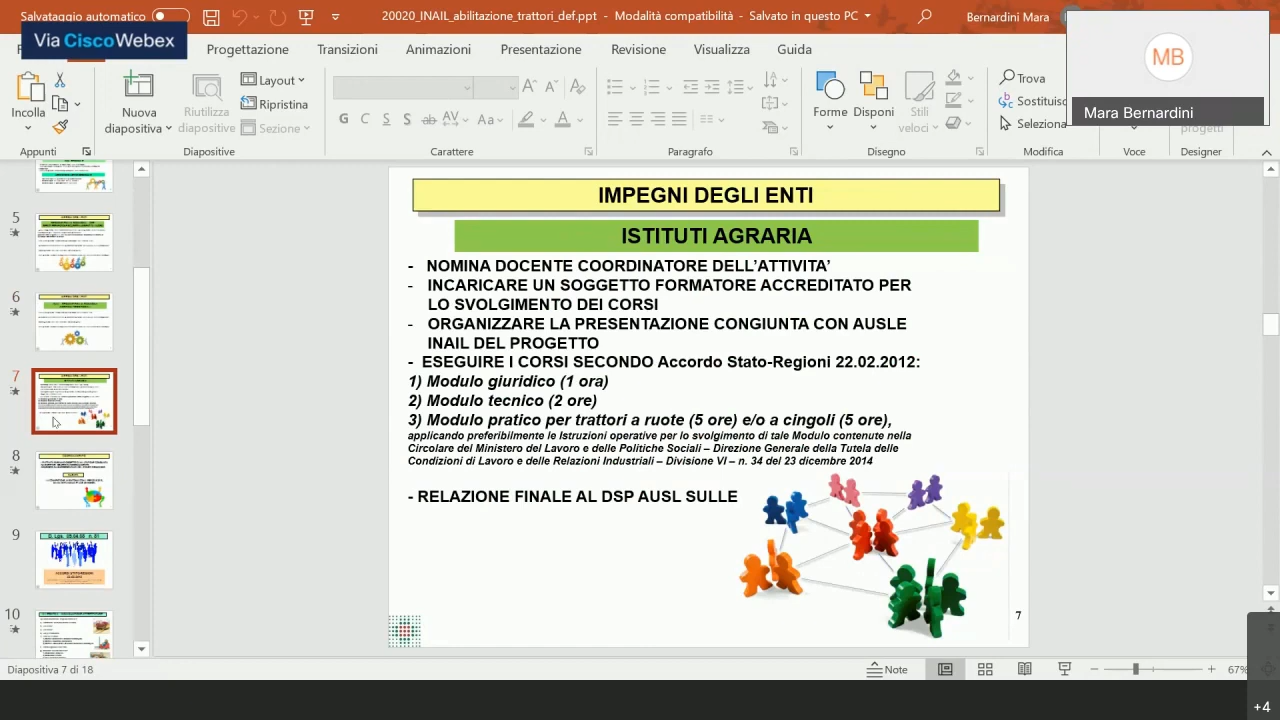 Salvataggio automatico
20020_INAIL_abilitazione_trattori_def.ppt - Modalità compatibilità - Salvato in questo PC
Bernardini Mara
Via CiscoWebex
Progettazione
Transizioni
Animazioni
Presentazione
Revisione
Visualizza
Guida
MB
Mara Bernardini
Incolla
Nuova
diapositiva
Riutilizza
diapositive
Layout
Ripristina
Sezione
G
Aa
A
Forme
Disponi
Stili
veloci
Trova
Sostituisc
Seleziona
progetti
Appunti
Diapositive
Carattere
Paragrafo
Disegno
Modifica
Voce
Designer
5
6
7
9
10
IMPEGNI DEGLI ENTI
ISTITUTI AGRARIA
- NOMINA DOCENTE COORDINATORE DELL'ATTIVITA'
- INCARICARE UN SOGGETTO FORMATORE ACCREDITATO PER
LO SVOLGIMENTO DEI CORSI
- ORGANIZZARE LA PRESENTAZIONE CONGIUNTA CON AUSLE
INAIL DEL PROGETTO
- ESEGUIRE I CORSI SECONDO Accordo Stato-Regioni 22.02.2012:
1) Modulo giuridico (1 ora)
2) Modulo tecnico (2 ore)
3) Modulo pratico per trattori a ruote (5 ore) e/o a cingoli (5 ore),
applicando preferibilmente le Istruzioni operative per lo svolgimento di tale Modulo contenute nella
Circolare del Ministero del Lavoro e delle Politiche Sociali – Direzione Generale della Tutela delle
Condizioni di Lavoro e delle Relazioni Industriali – Divisione VI – n. 34 del 23 dicembre 2014
- RELAZIONE FINALE AL DSP AUSL SULLE
7
Diapositiva 7 di 18
Note
67%
+4